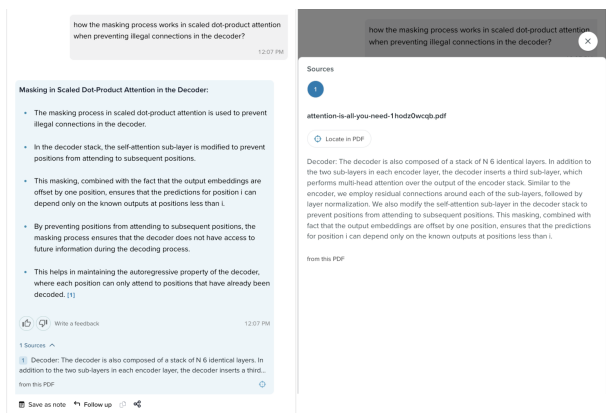 how the masking process works in scaled dot-product attention
when preventing illegal connections in the decoder?
12:07 PM
Masking in Scaled Dot-Product Attention in the Decoder:
• The masking process in scaled dot-product attention is used to prevent
illegal connections in the decoder.
• In the decoder stack, the self-attention sub-layer is modified to prevent
positions from attending to subsequent positions.
• This masking, combined with the fact that the output embeddings are
offset by one position, ensures that the predictions for position i can
depend only on the known outputs at positions less than i.
• By preventing positions from attending to subsequent positions, the
masking process ensures that the decoder does not have access to
future information during the decoding process.
• This helps in maintaining the autoregressive property of the decoder,
where each position can only attend to positions that have already been
decoded. [1]
Write a feedback
12:07 PM
1 Sources
1 Decoder: The decoder is also composed of a stack of N 6 identical layers. In
addition to the two sub-layers in each encoder layer, the decoder inserts a third...
from this PDF
Save as note Follow up
how the masking process works in scaled dot-product attention
when preventing illegal connections in the decoder?
Sources
1
attention-is-all-you-need-1hodz0wcqb.pdf
Locate in PDF
Decoder: The decoder is also composed of a stack of N 6 identical layers. In addition to
the two sub-layers in each encoder layer, the decoder inserts a third sub-layer, which
performs multi-head attention over the output of the encoder stack. Similar to the
encoder, we employ residual connections around each of the sub-layers, followed by
layer normalization. We also modify the self-attention sub-layer in the decoder stack to
prevent positions from attending to subsequent positions. This masking, combined with
fact that the output embeddings are offset by one position, ensures that the predictions
for position i can depend only on the known outputs at positions less than i.
from this PDF